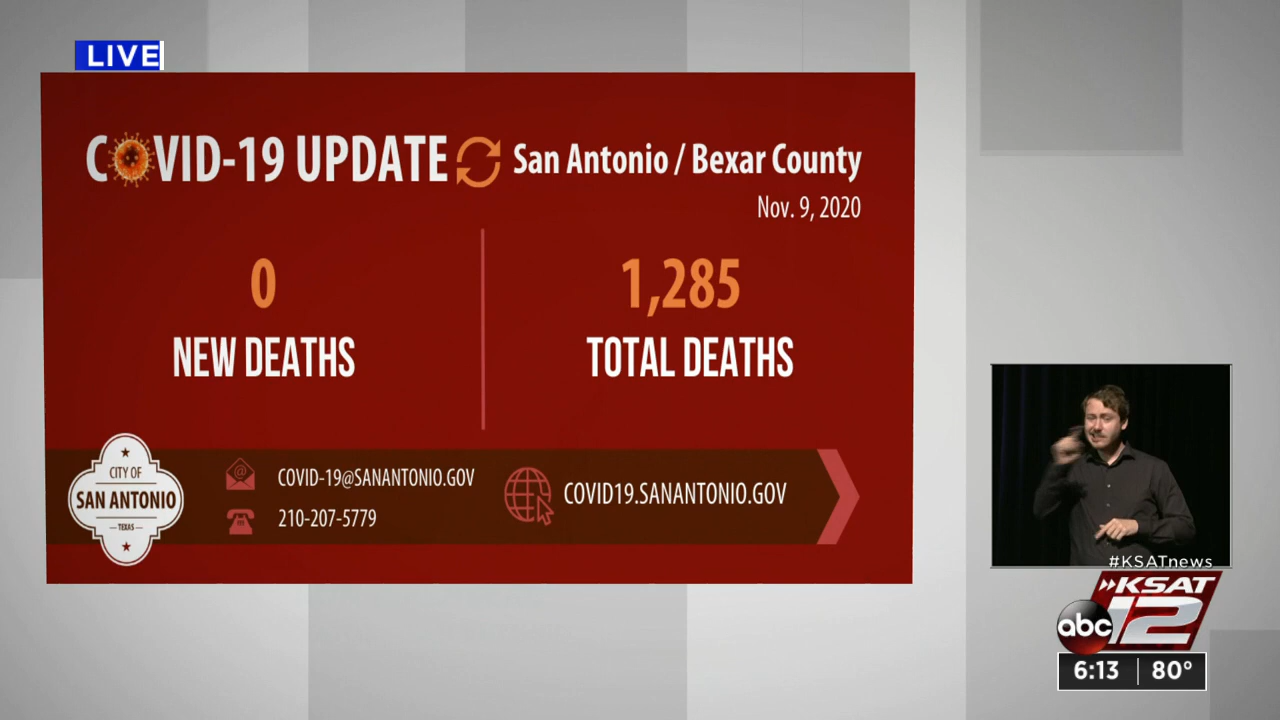 LIVE
COVID-19 UPDATE
San Antonio / Bexar County
Nov. 9, 2020
0
NEW DEATHS
1,285
TOTAL DEATHS
CITY OF
SAN ANTONIO
TEXAS
COVID-19@SANANTONIO.GOV
210-207-5779
COVID19.SANANTONIO.GOV
#KSATnews
KSAT
abc 12
6:13 80°